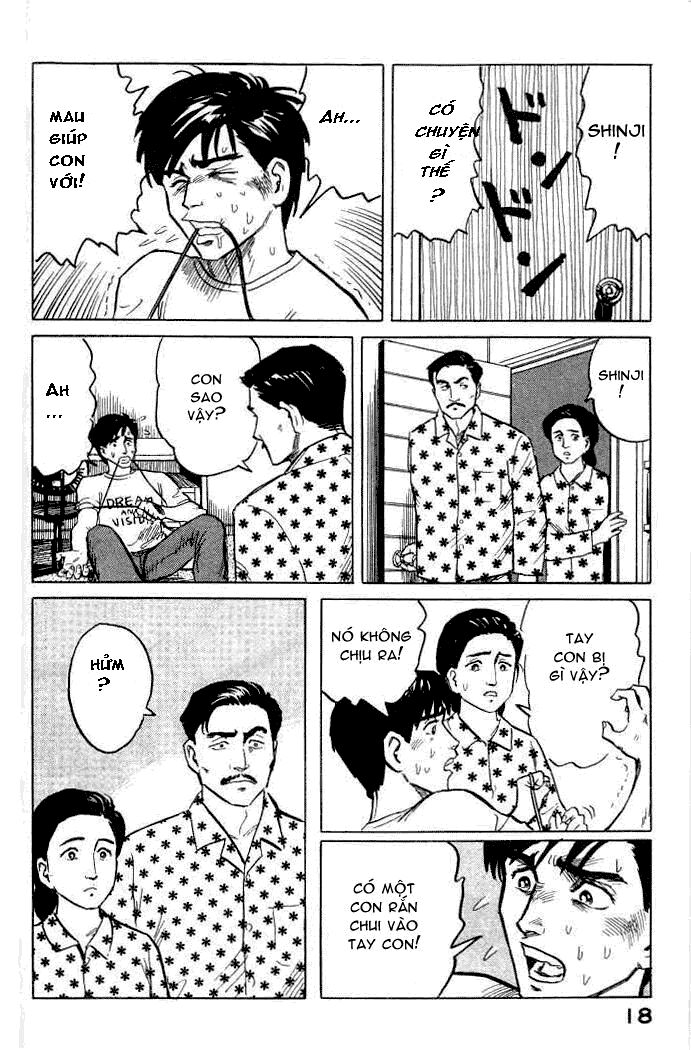 SHINJI
!
ドン
ドン
CÓ
CHUYỆN
GÌ
THẾ
?
AH...
MAU
GIÚP
CON
VỚI!
SHINJI
!
CON
SAO
VẬY?
AH
...
DREAM
TAY
CON BỊ
GÌ VẬY?
NÓ KHÔNG
CHỊU RA!
CÓ MỘT
CON RẮN
CHUI VÀO
TAY CON!
HỬM
?
18